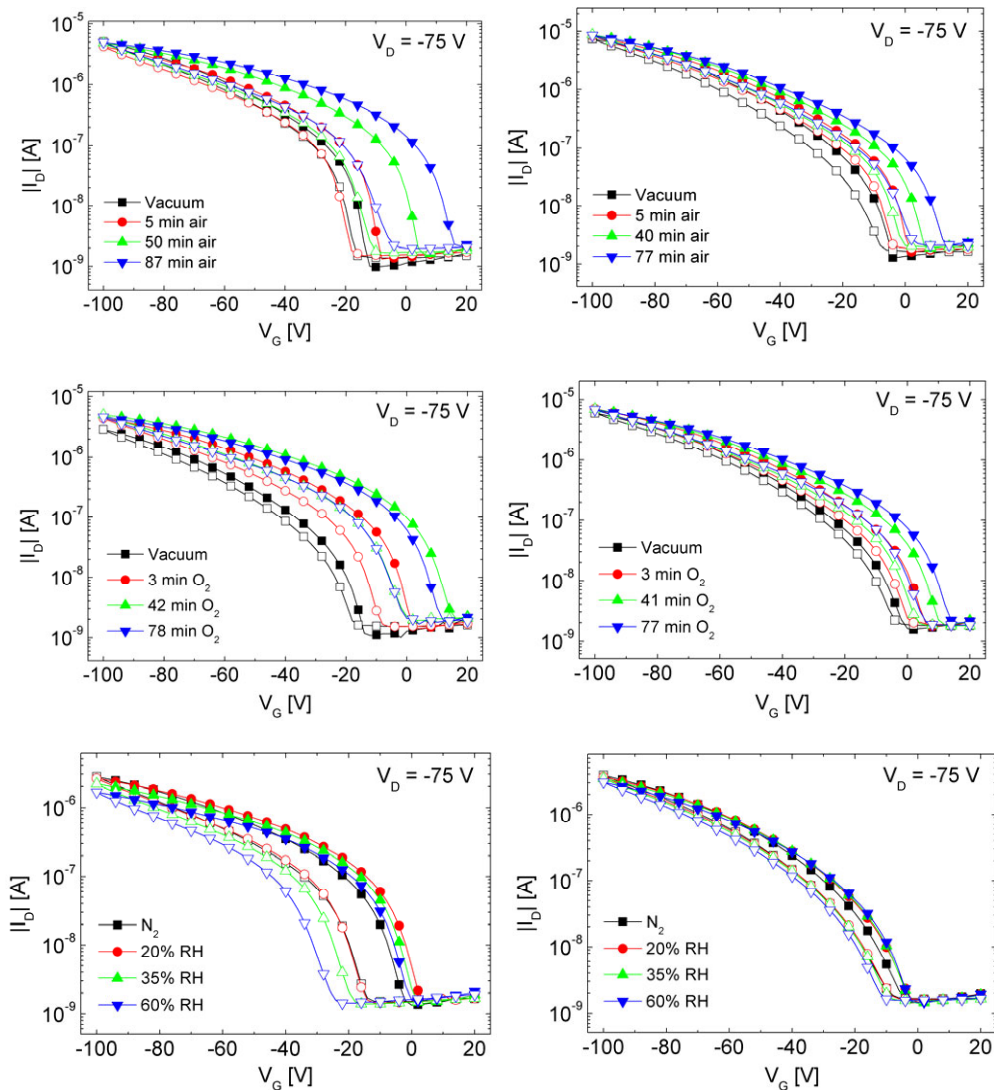 V_D = -75 V
10^-5
10^-6
10^-7
10^-8
10^-9
|I_D| [A]
Vacuum
5 min air
50 min air
87 min air
-100 -80 -60 -40 -20 0 20
V_G [V]
V_D = -75 V
10^-5
10^-6
10^-7
10^-8
10^-9
|I_D| [A]
Vacuum
5 min air
40 min air
77 min air
-100 -80 -60 -40 -20 0 20
V_G [V]
V_D = -75 V
10^-5
10^-6
10^-7
10^-8
10^-9
|I_D| [A]
Vacuum
3 min O_2
42 min O_2
78 min O_2
-100 -80 -60 -40 -20 0 20
V_G [V]
V_D = -75 V
10^-5
10^-6
10^-7
10^-8
10^-9
|I_D| [A]
Vacuum
3 min O_2
41 min O_2
77 min O_2
-100 -80 -60 -40 -20 0 20
V_G [V]
V_D = -75 V
10^-6
10^-7
10^-8
10^-9
|I_D| [A]
N_2
20% RH
35% RH
60% RH
-100 -80 -60 -40 -20 0 20
V_G [V]
V_D = -75 V
10^-5
10^-6
10^-7
10^-8
10^-9
|I_D| [A]
N_2
20% RH
35% RH
60% RH
-100 -80 -60 -40 -20 0 20
V_G [V]